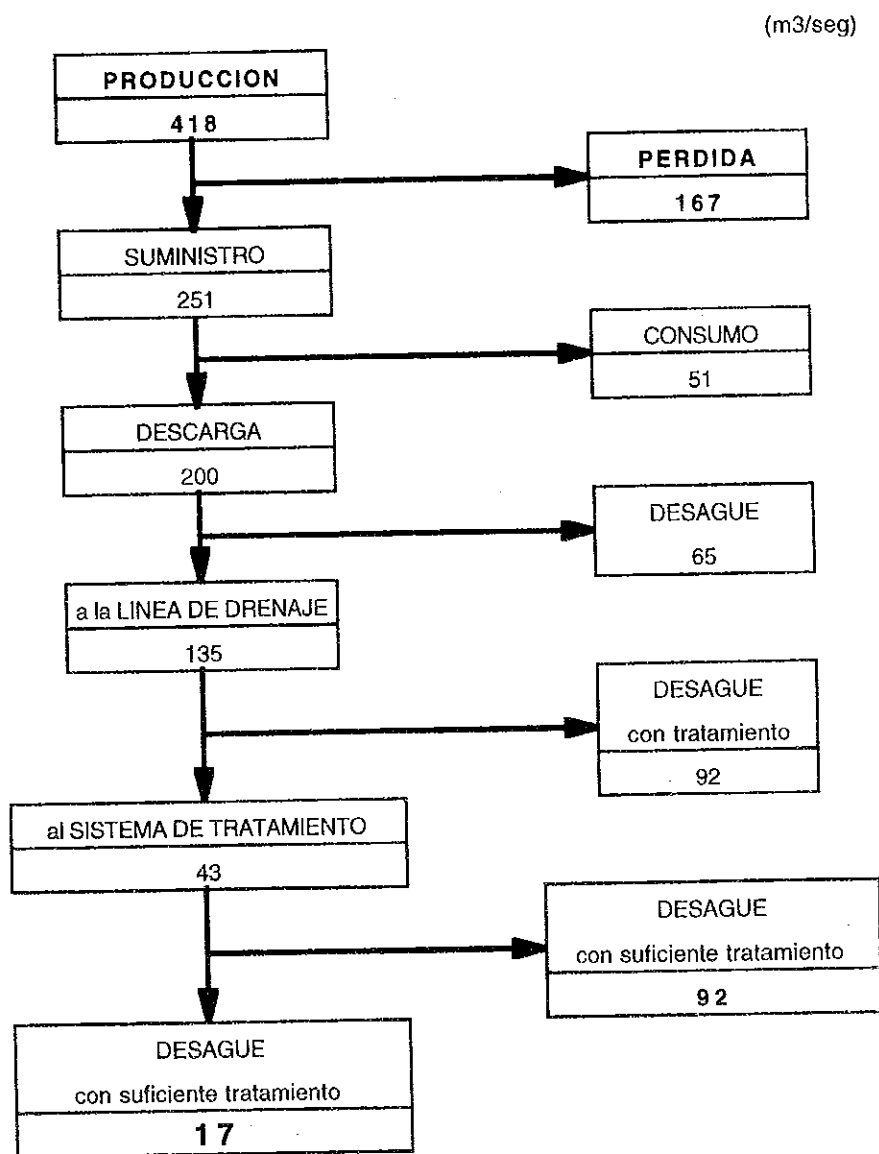 (m3/seg)
PRODUCCION
418
PERDIDA
167
SUMINISTRO
251
CONSUMO
51
DESCARGA
200
DESAGUE
65
a la LINEA DE DRENAJE
135
DESAGUE
con tratamiento
92
al SISTEMA DE TRATAMIENTO
43
DESAGUE
con suficiente tratamiento
92
DESAGUE
con suficiente tratamiento
17